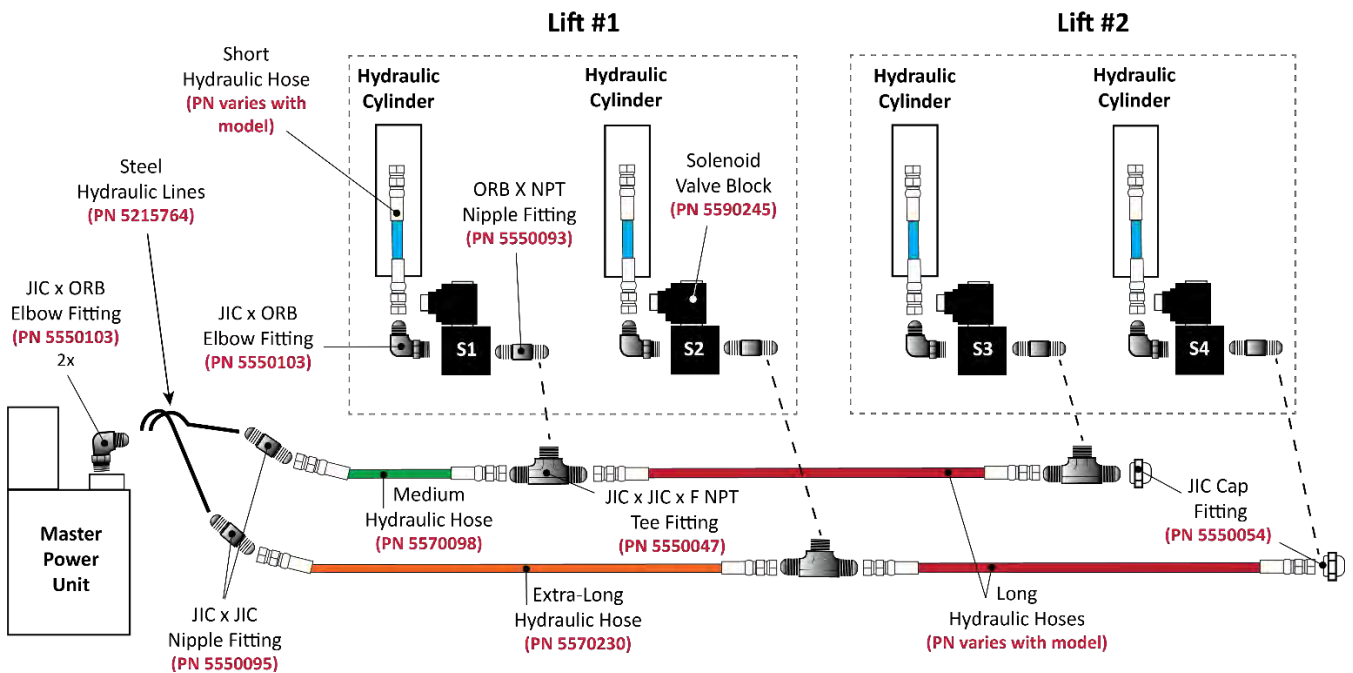 Lift #1
Lift #2
Short
Hydraulic Hose
(PN varies with
model)
Hydraulic
Cylinder
Hydraulic
Cylinder
Hydraulic
Cylinder
Hydraulic
Cylinder
Steel
Hydraulic Lines
(PN 5215764)
ORB X NPT
Nipple Fitting
(PN 5550093)
Solenoid
Valve Block
(PN 5590245)
JIC x ORB
Elbow Fitting
(PN 5550103)
2x
JIC x ORB
Elbow Fitting
(PN 5550103)
S1
S2
S3
S4
Medium
Hydraulic Hose
(PN 5570098)
JIC x JIC x F NPT
Tee Fitting
(PN 5550047)
JIC Cap
Fitting
(PN 5550054)
Master
Power
Unit
JIC x JIC
Nipple Fitting
(PN 5550095)
Extra-Long
Hydraulic Hose
(PN 5570230)
Long
Hydraulic Hoses
(PN varies with model)